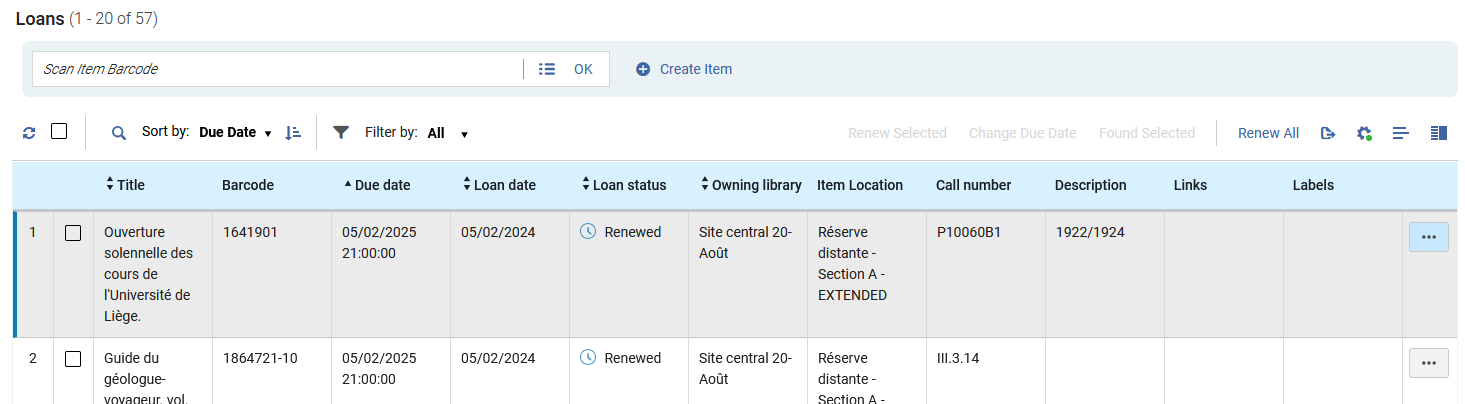 Loans (1 - 20 of 57)
Scan Item Barcode OK Create Item
Sort by: Due Date Filter by: All Renew Selected Change Due Date Found Selected Renew All
Title Barcode Due date Loan date Loan status Owning library Item Location Call number Description Links Labels
1 Ouverture 1641901 05/02/2025 05/02/2024 Renewed Site central 20- Réserve P10060B1 1922/1924
solennelle des 21:00:00 Août distante -
cours de Section A -
l'Université de EXTENDED
Liège.
2 Guide du 1864721-10 05/02/2025 05/02/2024 Renewed Site central 20- Réserve III.3.14
géologue- 21:00:00 Août distante -
voyageur, vol. Section A -